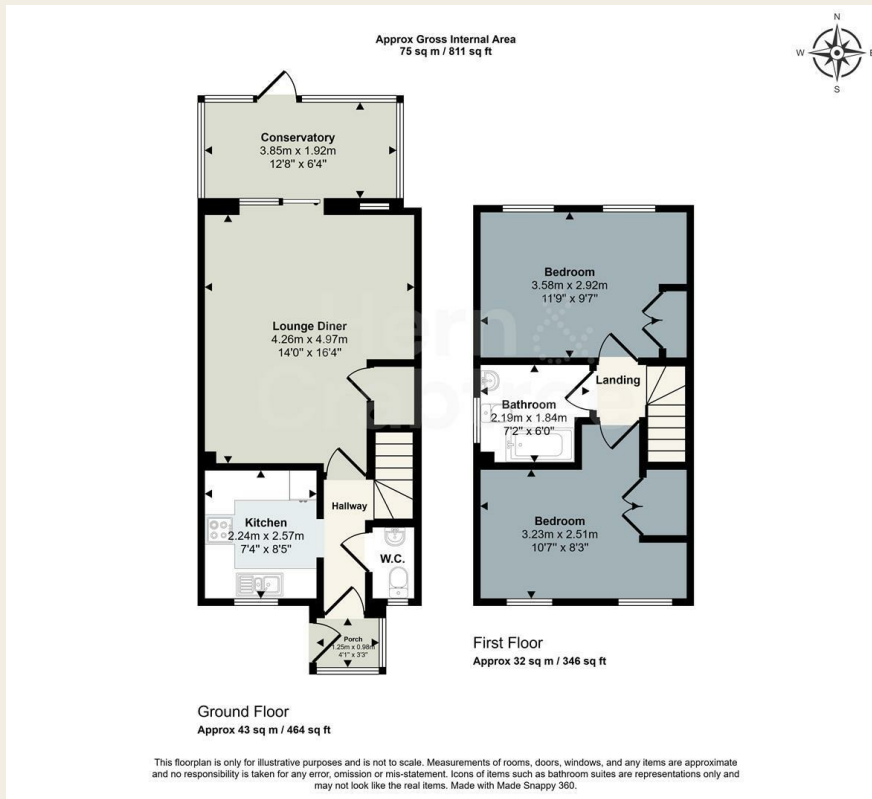 Approx Gross Internal Area
75 sq m / 811 sq ft
N
W
E
S
Conservatory
3.85m x 1.92m
12'8" x 6'4"
Lounge Diner
4.26m x 4.97m
14'0" x 16'4"
Kitchen
2.24m x 2.57m
7'4" x 8'5"
Hallway
W.C.
Porch
1.25m x 0.98m
4'1" x 3'3"
Ground Floor
Approx 43 sq m / 464 sq ft
Bedroom
3.58m x 2.92m
11'9" x 9'7"
Landing
Bathroom
2.19m x 1.84m
7'2" x 6'0"
Bedroom
3.23m x 2.51m
10'7" x 8'3"
First Floor
Approx 32 sq m / 346 sq ft
Hern &
Crabtree
This floorplan is only for illustrative purposes and is not to scale. Measurements of rooms, doors, windows, and any items are approximate
and no responsibility is taken for any error, omission or mis-statement. Icons of items such as bathroom suites are representations only and
may not look like the real items. Made with Made Snappy 360.